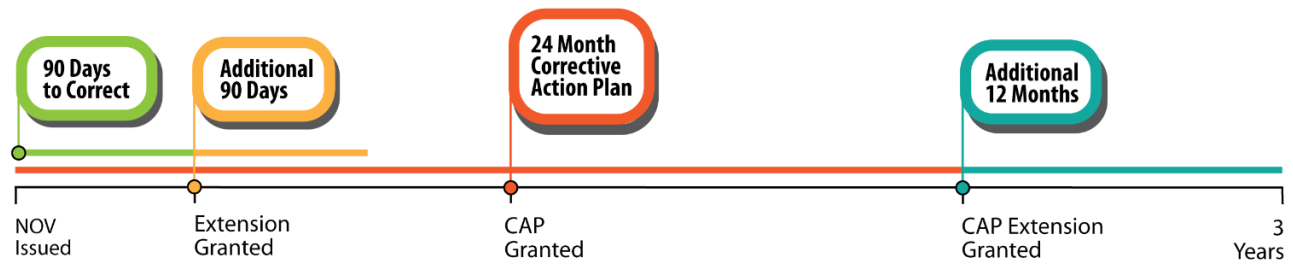 90 Days
to Correct
Additional
90 Days
24 Month
Corrective
Action Plan
Additional
12 Months
NOV
Issued
Extension
Granted
CAP
Granted
CAP Extension
Granted
3
Years